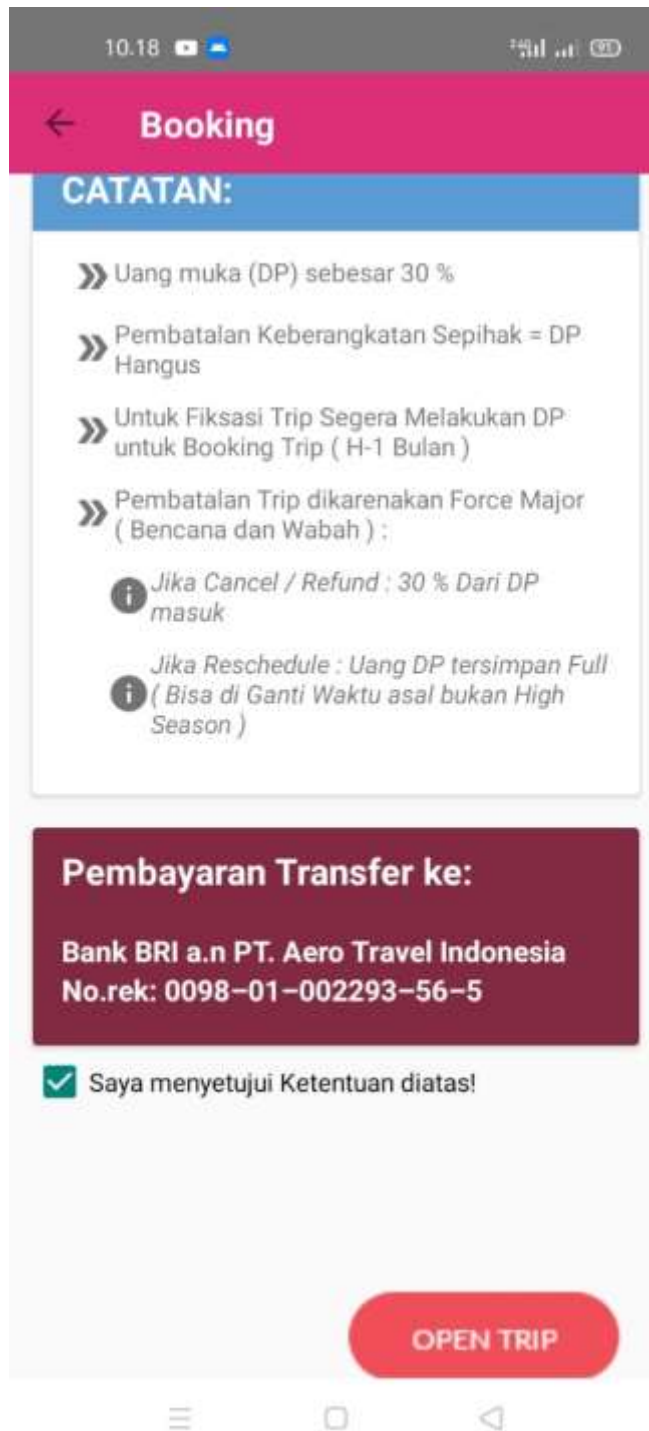 10.18
Booking
CATATAN:
Uang muka (DP) sebesar 30 %
Pembatalan Keberangkatan Sepihak = DP
Hangus
Untuk Fiksasi Trip Segera Melakukan DP
untuk Booking Trip ( H-1 Bulan )
Pembatalan Trip dikarenakan Force Major
( Bencana dan Wabah ) :
Jika Cancel / Refund : 30 % Dari DP
masuk
Jika Reschedule : Uang DP tersimpan Full
( Bisa di Ganti Waktu asal bukan High
Season )
Pembayaran Transfer ke:
Bank BRI a.n PT. Aero Travel Indonesia
No.rek: 0098–01–002293–56–5
Saya menyetujui Ketentuan diatas!
OPEN TRIP